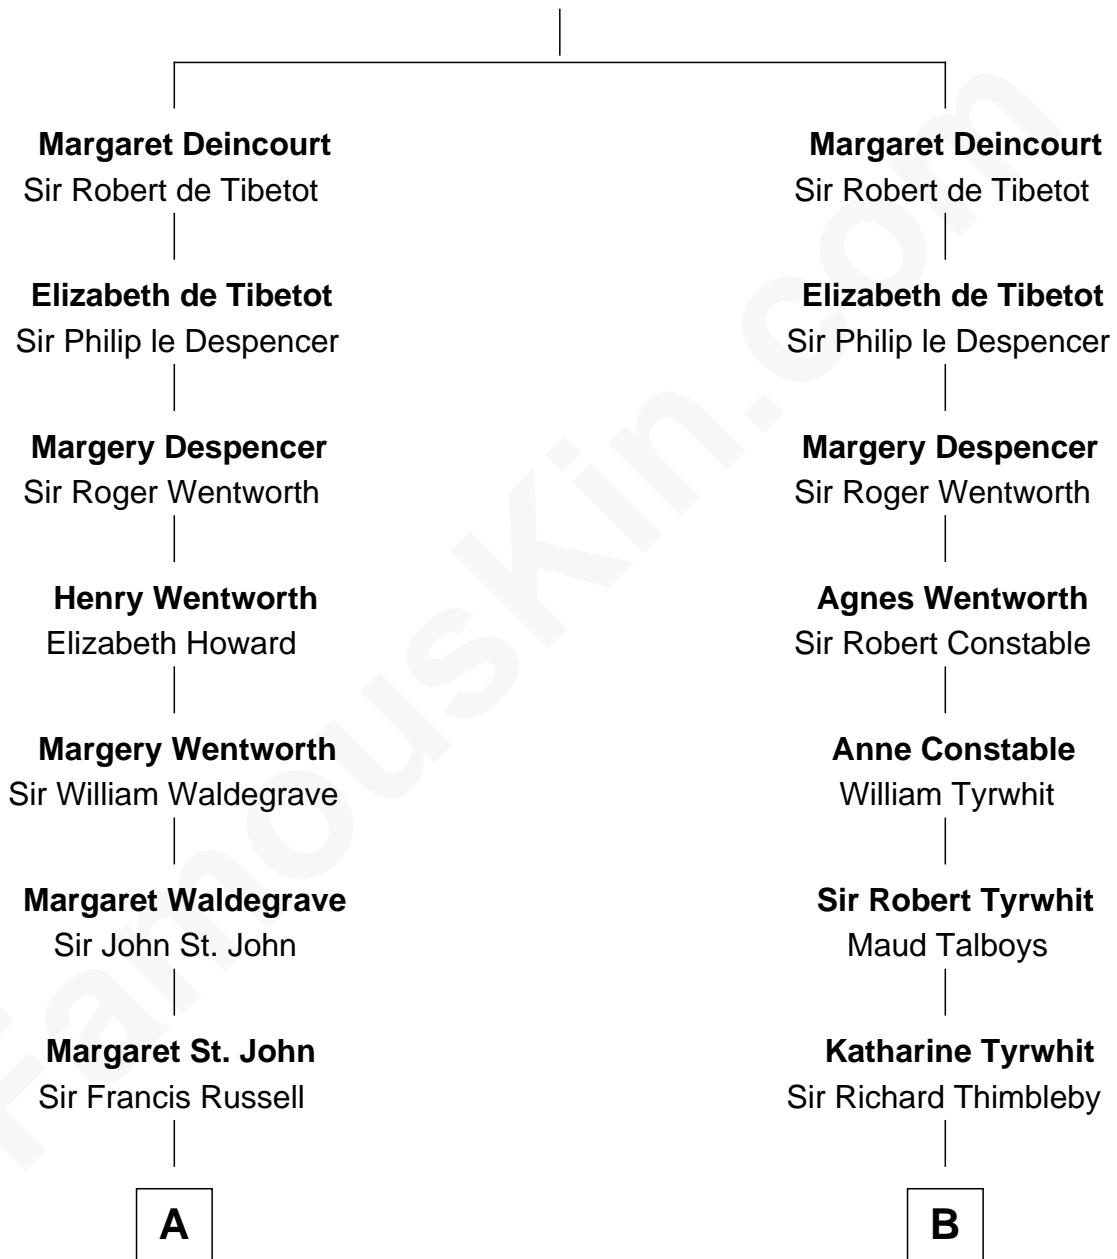 Margaret Deincourt
Sir Robert de Tibetot
Elizabeth de Tibetot
Sir Philip le Despencer
Margery Despencer
Sir Roger Wentworth
Henry Wentworth
Elizabeth Howard
Margery Wentworth
Sir William Waldegrave
Margaret Waldegrave
Sir John St. John
Margaret St. John
Sir Francis Russell
A
Margaret Deincourt
Sir Robert de Tibetot
Elizabeth de Tibetot
Sir Philip le Despencer
Margery Despencer
Sir Roger Wentworth
Agnes Wentworth
Sir Robert Constable
Anne Constable
William Tyrwhit
Sir Robert Tyrwhit
Maud Talboys
Katharine Tyrwhit
Sir Richard Thimbleby
B
FamousKin.com